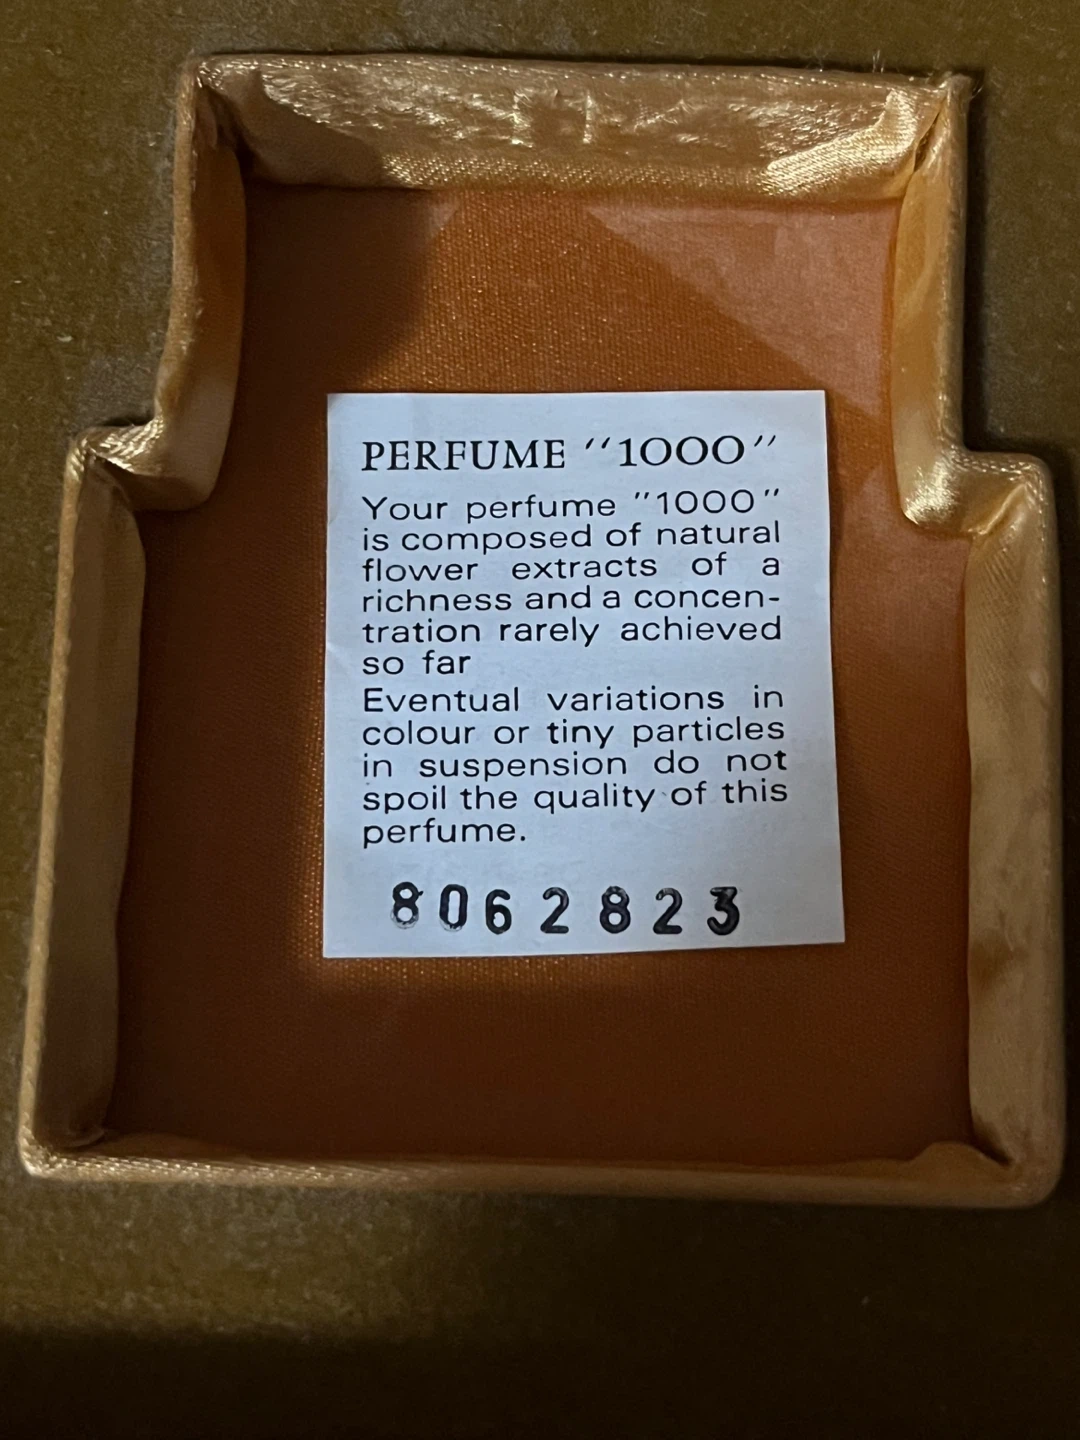 PERFUME "1000"
Your perfume "1000"
is composed of natural
flower extracts of a
richness and a concen-
tration rarely achieved
so far
Eventual variations in
colour or tiny particles
in suspension do not
spoil the quality of this
perfume.
8062823